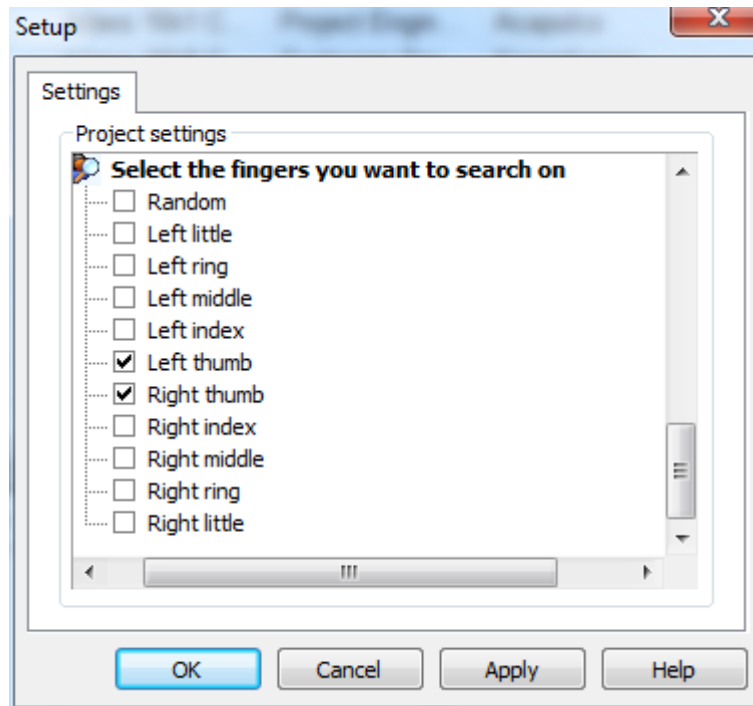 Setup
Settings
Project settings
Select the fingers you want to search on
Random
Left little
Left ring
Left middle
Left index
Left thumb
Right thumb
Right index
Right middle
Right ring
Right little
OK Cancel Apply Help